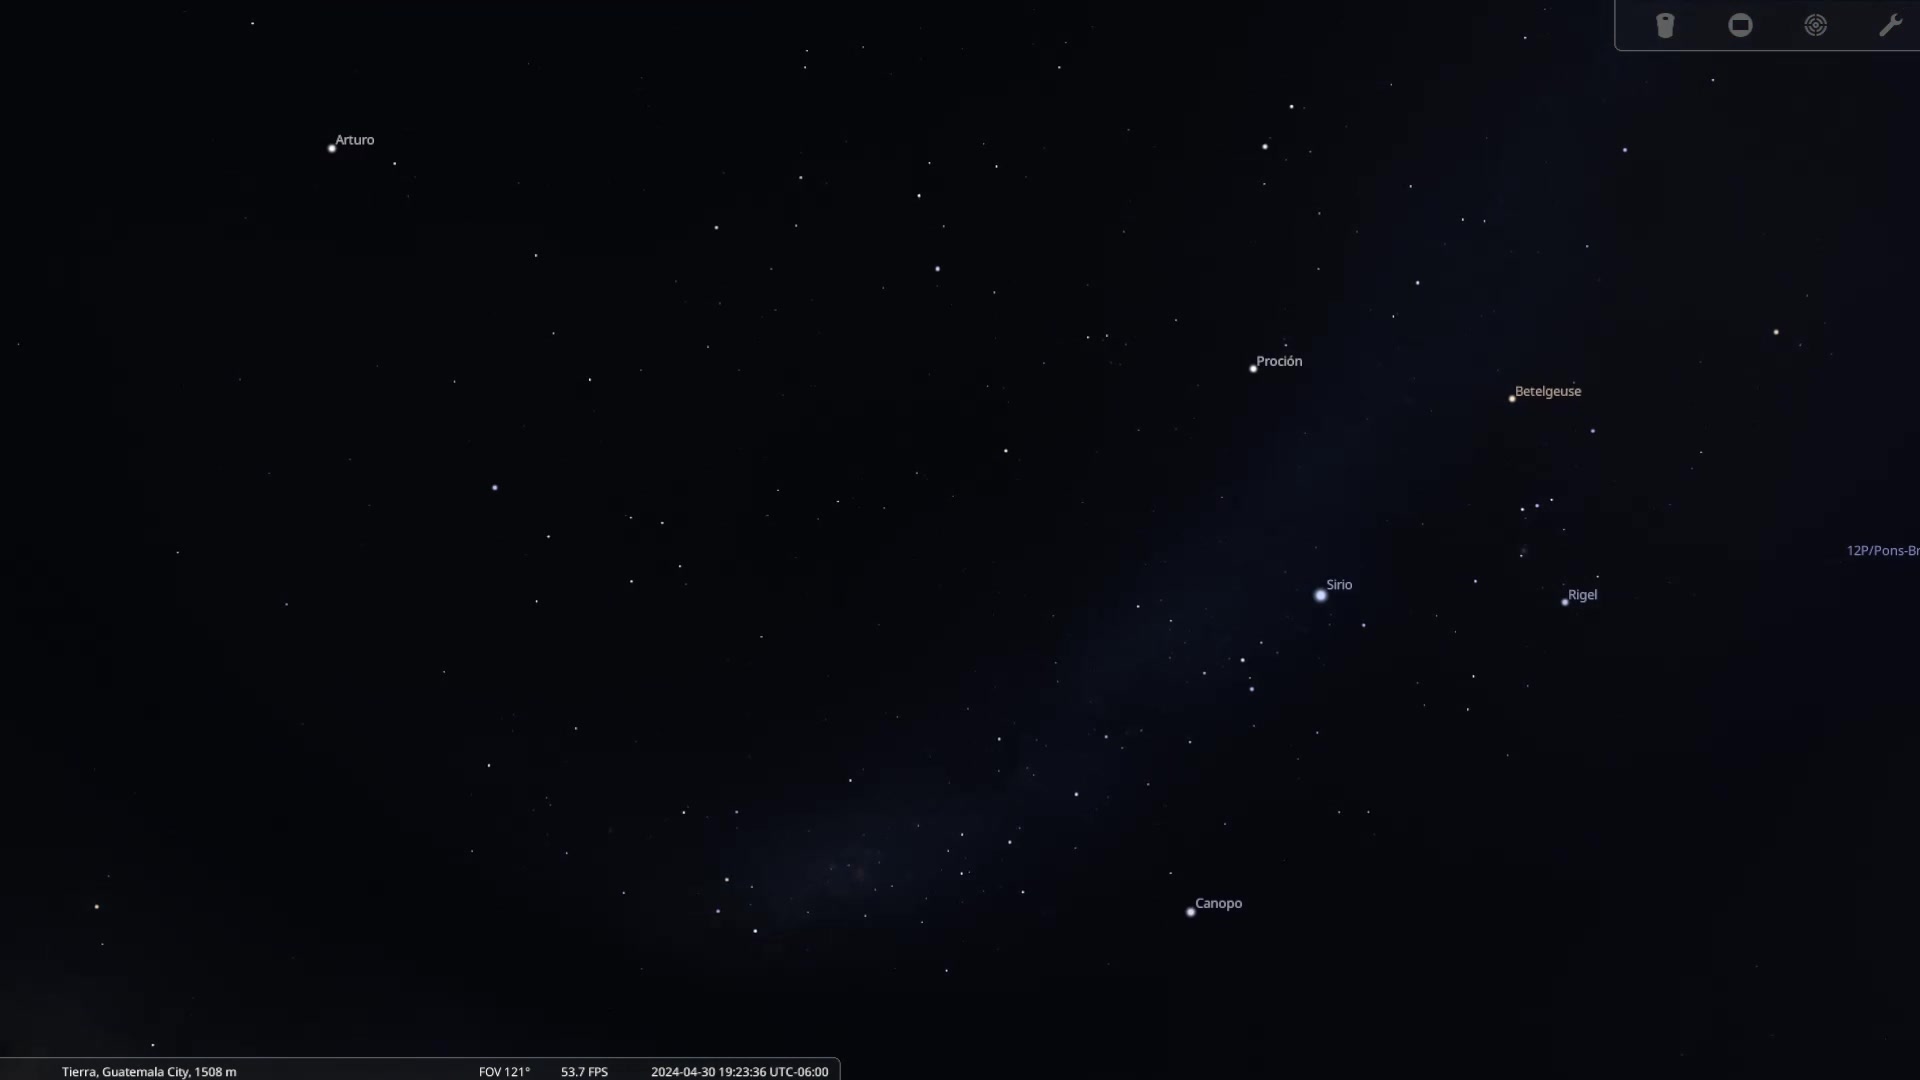 Arturo
Proción
Betelgeuse
12P/Pons-Br
Sirio
Rigel
Canopo
Tierra, Guatemala City, 1508 m
FOV 121°
53.7 FPS
2024-04-30 19:23:36 UTC-06:00